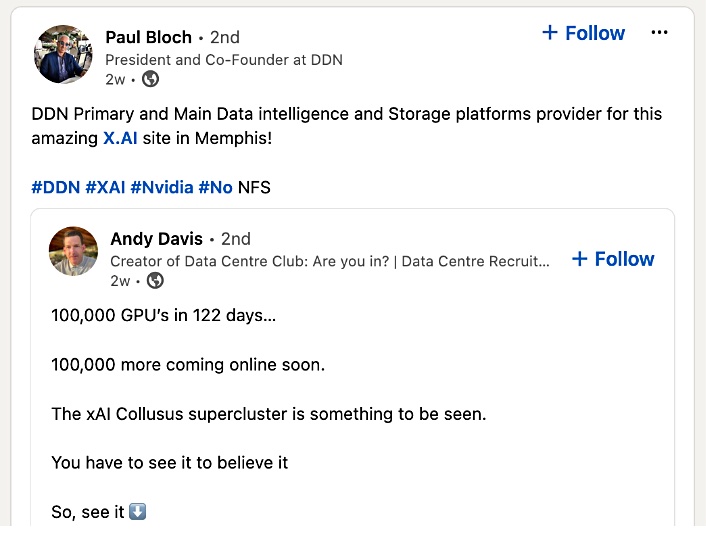 Paul Bloch • 2nd
+ Follow
President and Co-Founder at DDN
2w •
DDN Primary and Main Data intelligence and Storage platforms provider for this
amazing X.AI site in Memphis!
#DDN #XAI #Nvidia #No NFS
Andy Davis • 2nd
Creator of Data Centre Club: Are you in? | Data Centre Recruit...
+ Follow
2w •
100,000 GPU's in 122 days...
100,000 more coming online soon.
The xAI Collusus supercluster is something to be seen.
You have to see it to believe it
So, see it ⬇️